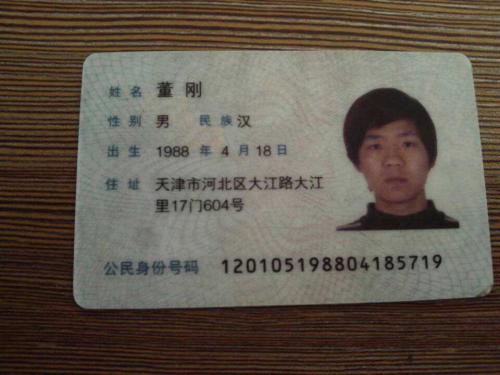 姓名 董刚
性别 男 民族 汉
出生 1988 年 4 月 18 日
住址 天津市河北区大江路大江
里17门604号
公民身份号码 120105198804185719